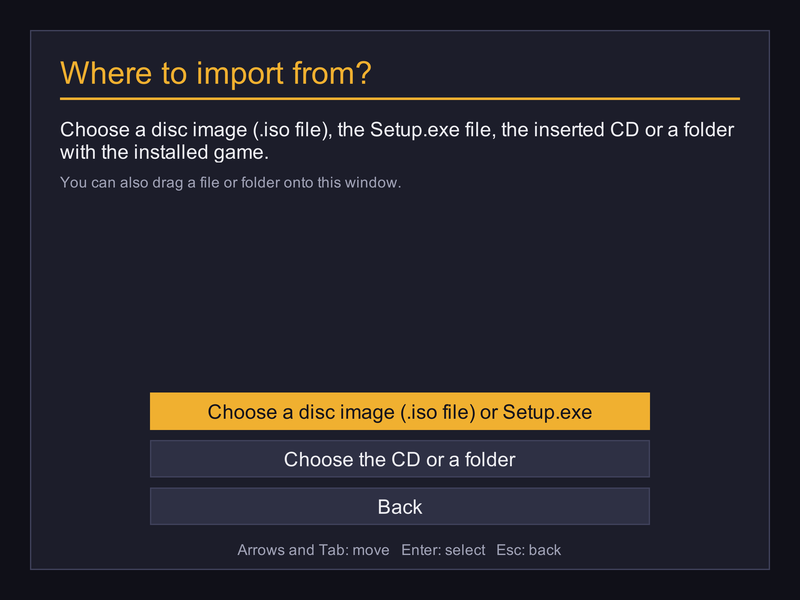 Where to import from?
Choose a disc image (.iso file), the Setup.exe file, the inserted CD or a folder
with the installed game.
You can also drag a file or folder onto this window.
Choose a disc image (.iso file) or Setup.exe
Choose the CD or a folder
Back
Arrows and Tab: move   Enter: select   Esc: back